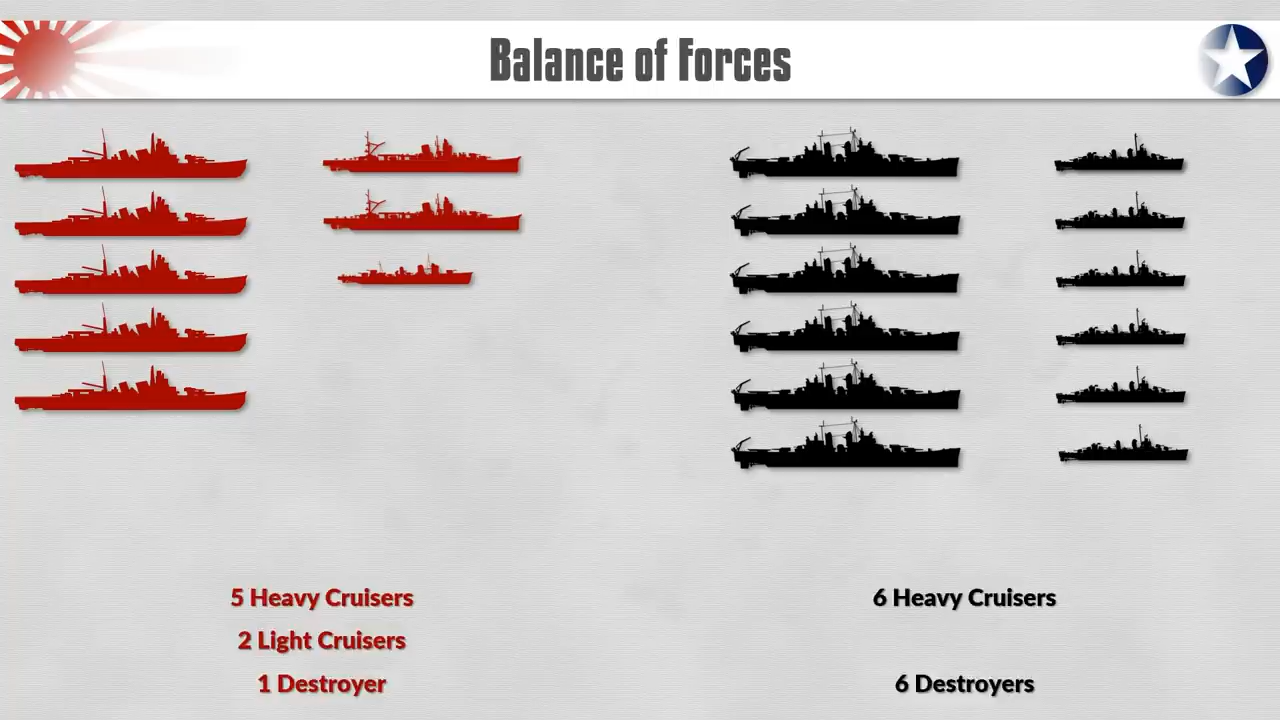 Balance of Forces
5 Heavy Cruisers
2 Light Cruisers
1 Destroyer
6 Heavy Cruisers
6 Destroyers